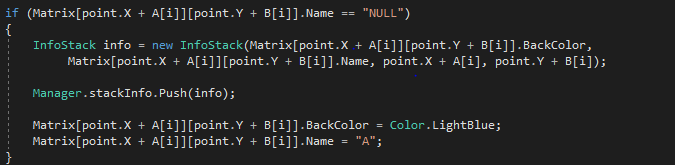 if (Matrix[point.X + A[i]][point.Y + B[i]].Name == "NULL")
{
InfoStack info = new InfoStack(Matrix[point.X + A[i]][point.Y + B[i]].BackColor,
Matrix[point.X + A[i]][point.Y + B[i]].Name, point.X + A[i], point.Y + B[i]);
Manager.stackInfo.Push(info);
Matrix[point.X + A[i]][point.Y + B[i]].BackColor = Color.LightBlue;
Matrix[point.X + A[i]][point.Y + B[i]].Name = "A";
}